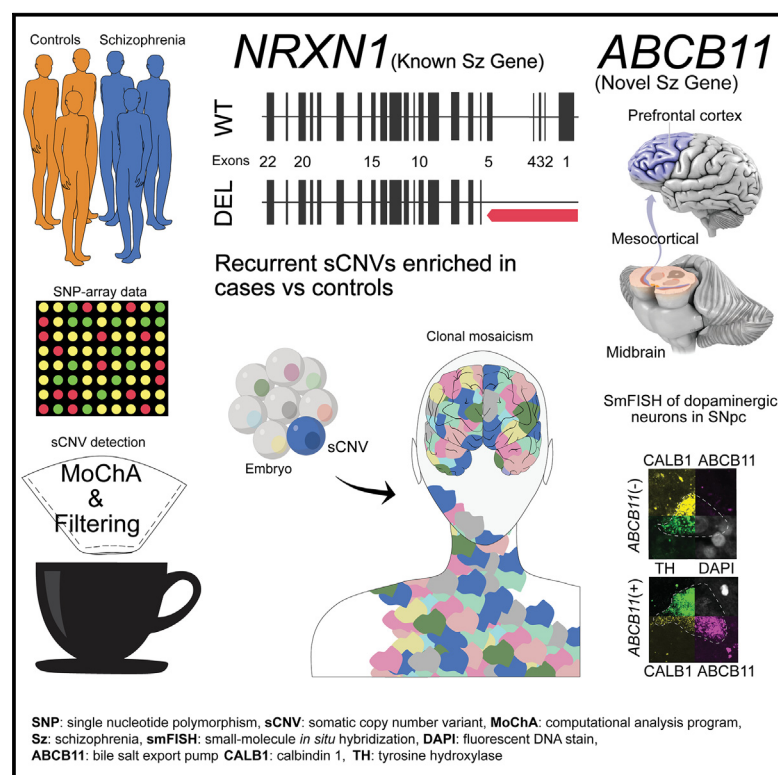 Controls Schizophrenia
SNP-array data
sCNV detection
MoChA
&
Filtering
NRXN1 (Known Sz Gene)
WT
Exons 22 20 15 10 5 432 1
DEL
Recurrent sCNVs enriched in
cases vs controls
Clonal mosaicism
sCNV
Embryo
ABCB11
(Novel Sz Gene)
Prefrontal cortex
Mesocortical
Midbrain
SmFISH of dopaminergic
neurons in SNpc
CALB1 ABCB11
ABCB11(-)
TH DAPI
ABCB11(+)
CALB1 ABCB11
SNP: single nucleotide polymorphism, sCNV: somatic copy number variant, MoChA: computational analysis program,
Sz: schizophrenia, smFISH: small-molecule in situ hybridization, DAPI: fluorescent DNA stain,
ABCB11: bile salt export pump CALB1: calbindin 1, TH: tyrosine hydroxylase